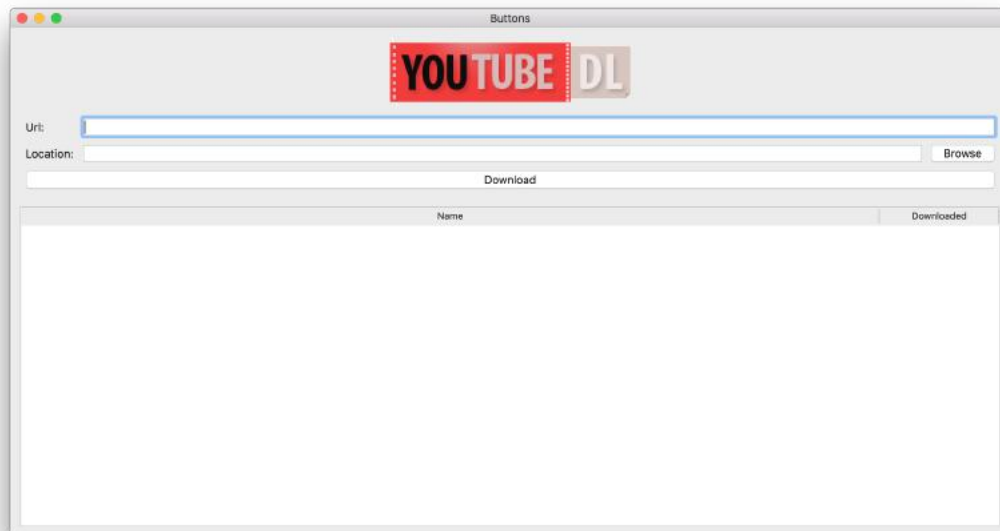 Buttons
YOUTUBE DL
Url:
Location: Browse
Download
Name Downloaded